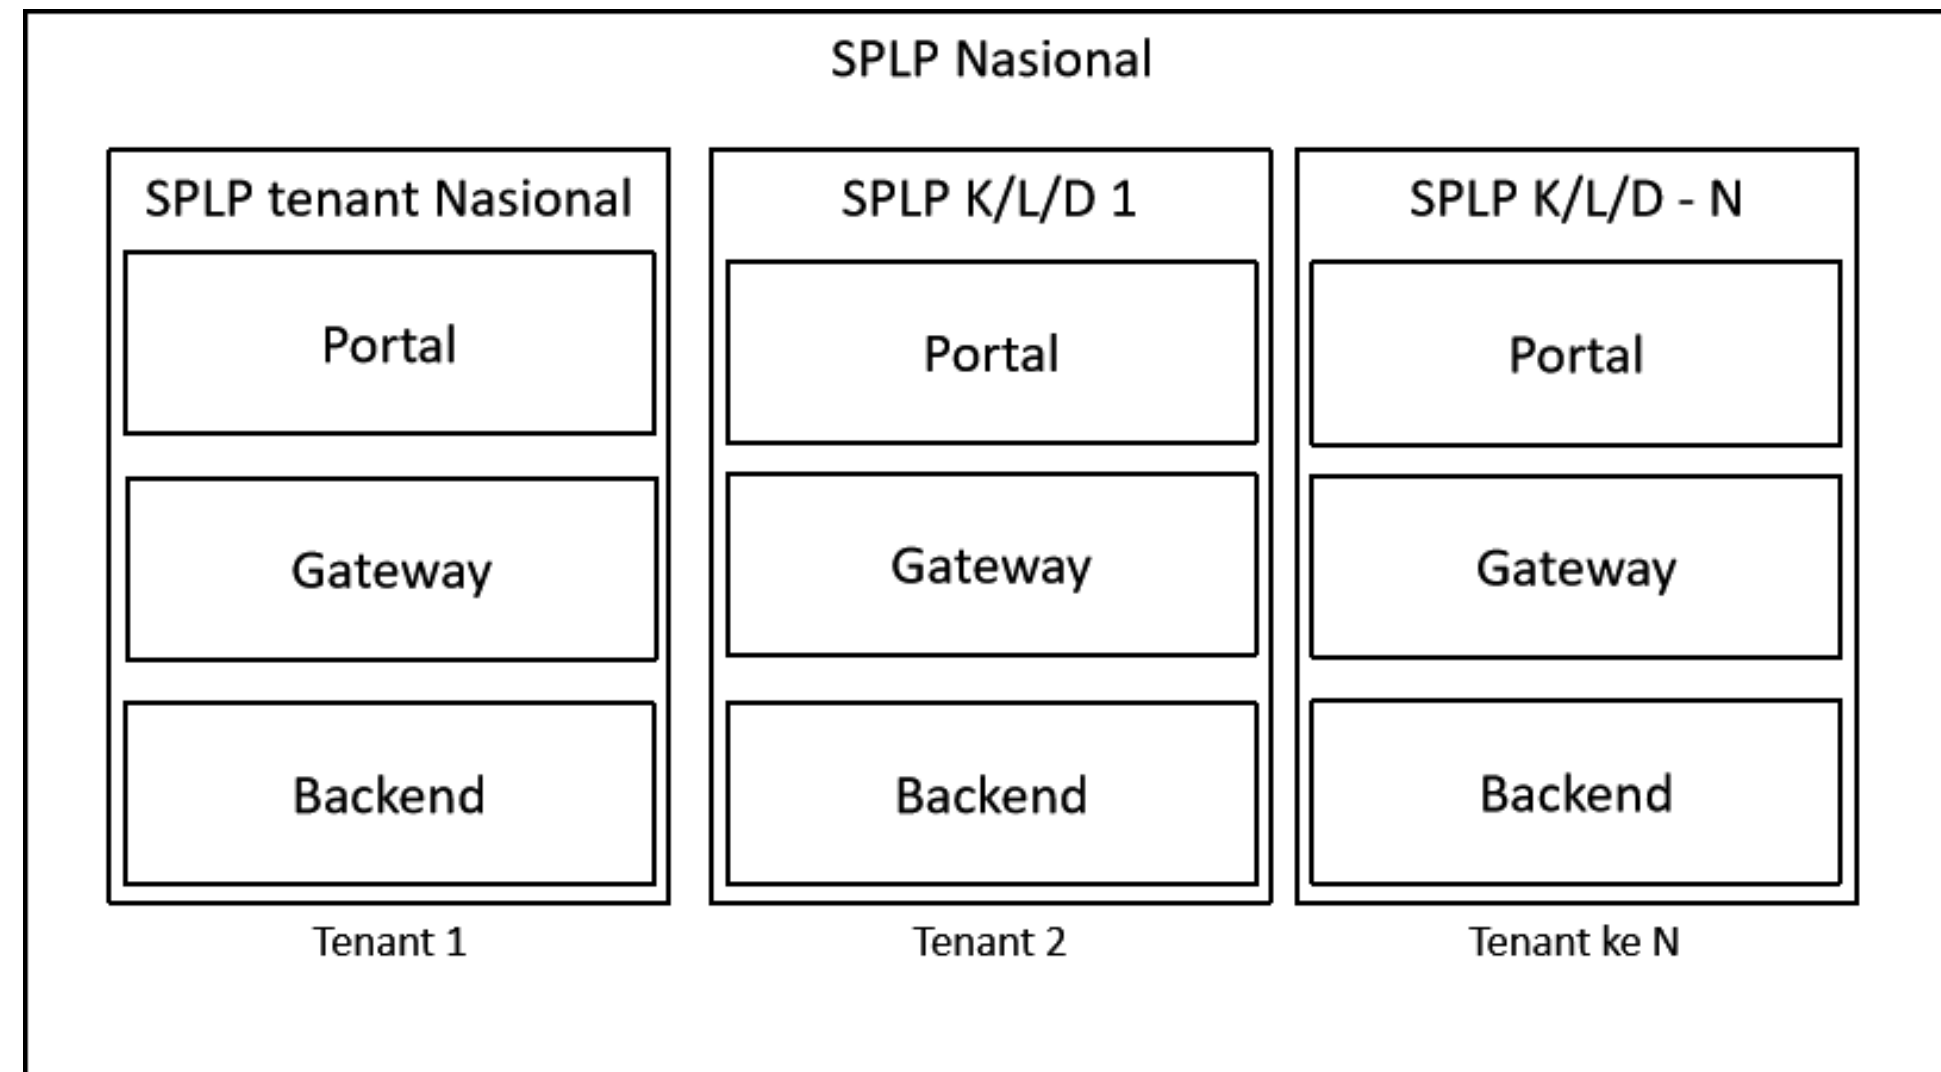 SPLP Nasional
SPLP tenant Nasional
Portal
Gateway
Backend
Tenant 1
SPLP K/L/D 1
Portal
Gateway
Backend
Tenant 2
SPLP K/L/D - N
Portal
Gateway
Backend
Tenant ke N